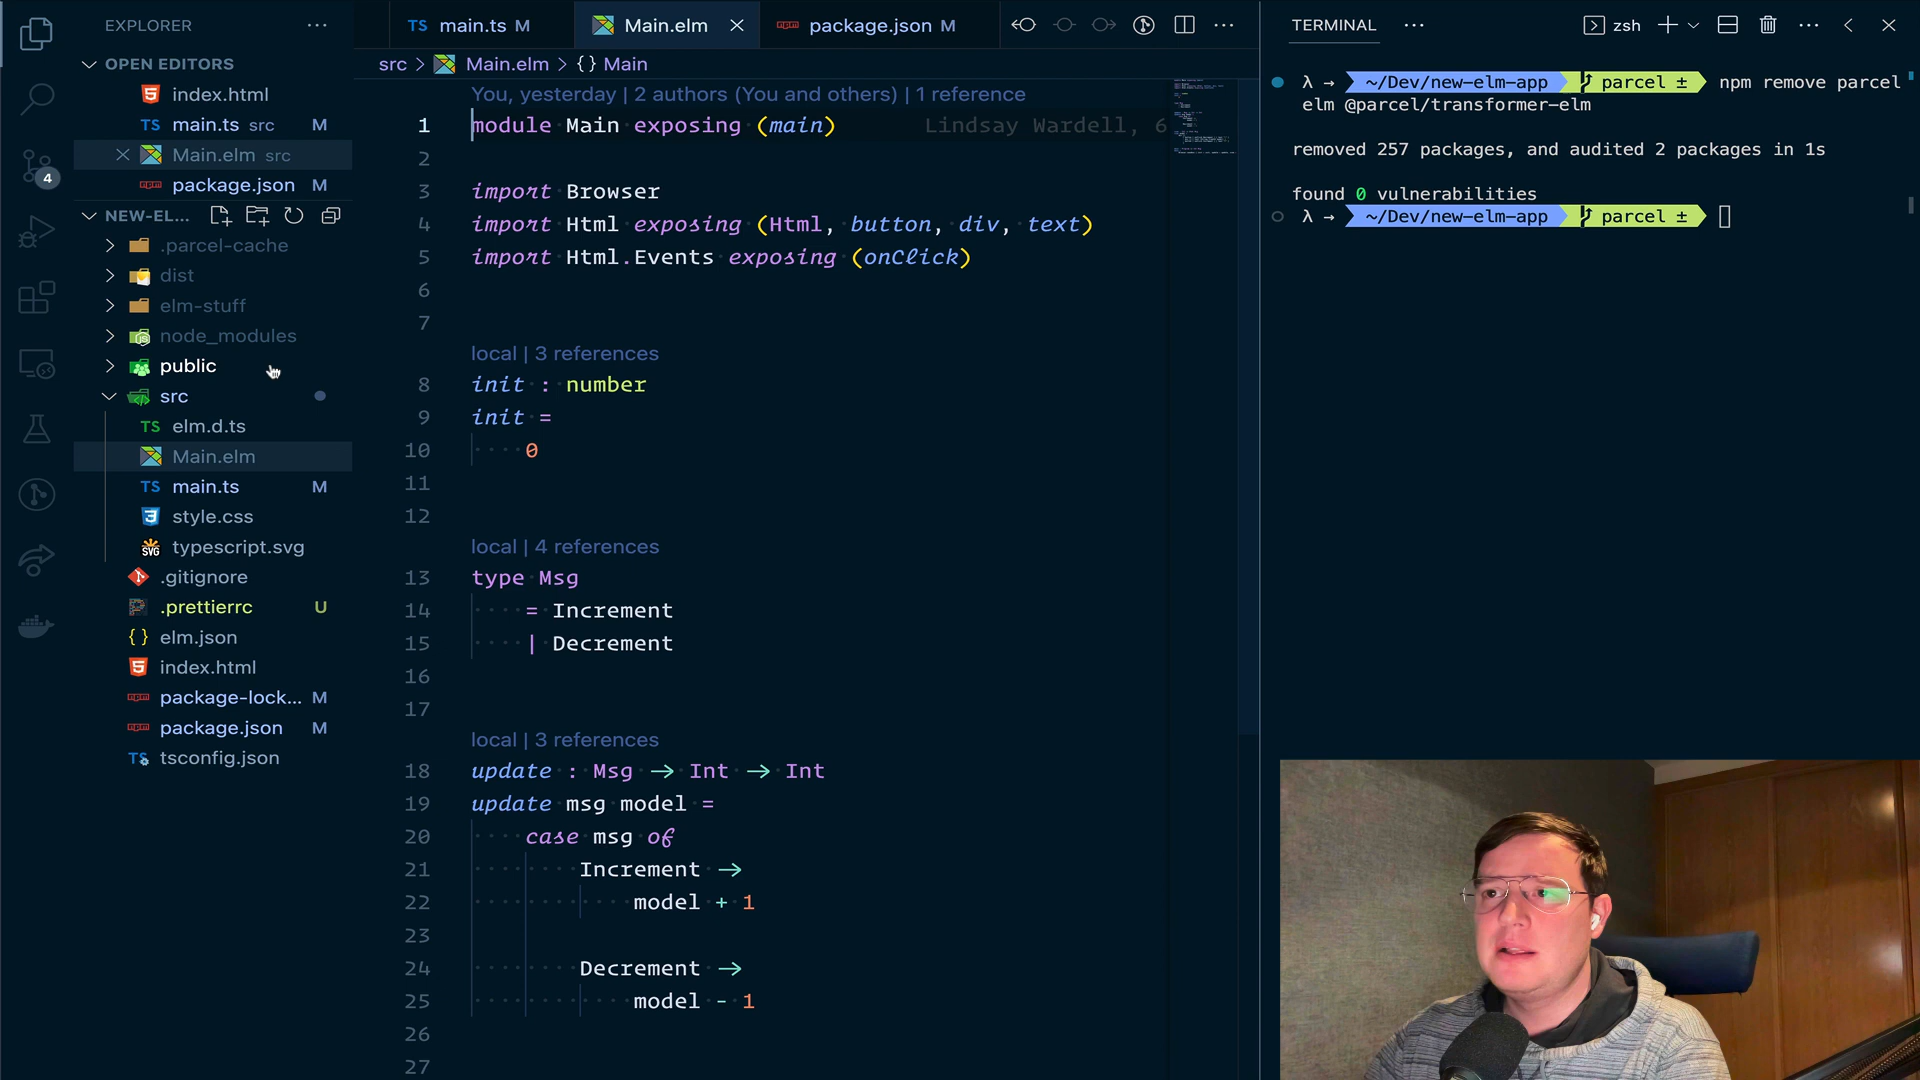 EXPLORER
OPEN EDITORS
index.html
TS main.ts src M
Main.elm src
package.json M
4
NEW-EL...
.parcel-cache
dist
elm-stuff
node_modules
public
src
TS elm.d.ts
Main.elm
TS main.ts M
style.css
SVG typescript.svg
.gitignore
.prettierrc U
{} elm.json
index.html
package-lock... M
package.json M
TS tsconfig.json
TS main.ts M
Main.elm
package.json M
src > Main.elm > {} Main
You, yesterday | 2 authors (You and others) | 1 reference
1 module Main exposing (main) Lindsay Wardell, 6
2
3 import Browser
4 import Html exposing (Html, button, div, text)
5 import Html.Events exposing (onClick)
6
7
local | 3 references
8 init : number
9 init =
10 0
11
12
local | 4 references
13 type Msg
14 = Increment
15 | Decrement
16
17
local | 3 references
18 update : Msg → Int → Int
19 update msg model =
20 case msg of
21 Increment →
22 model + 1
23
24 Decrement →
25 model - 1
26
27
TERMINAL
zsh
λ → ~/Dev/new-elm-app parcel ± npm remove parcel
elm @parcel/transformer-elm
removed 257 packages, and audited 2 packages in 1s
found 0 vulnerabilities
λ → ~/Dev/new-elm-app parcel ±